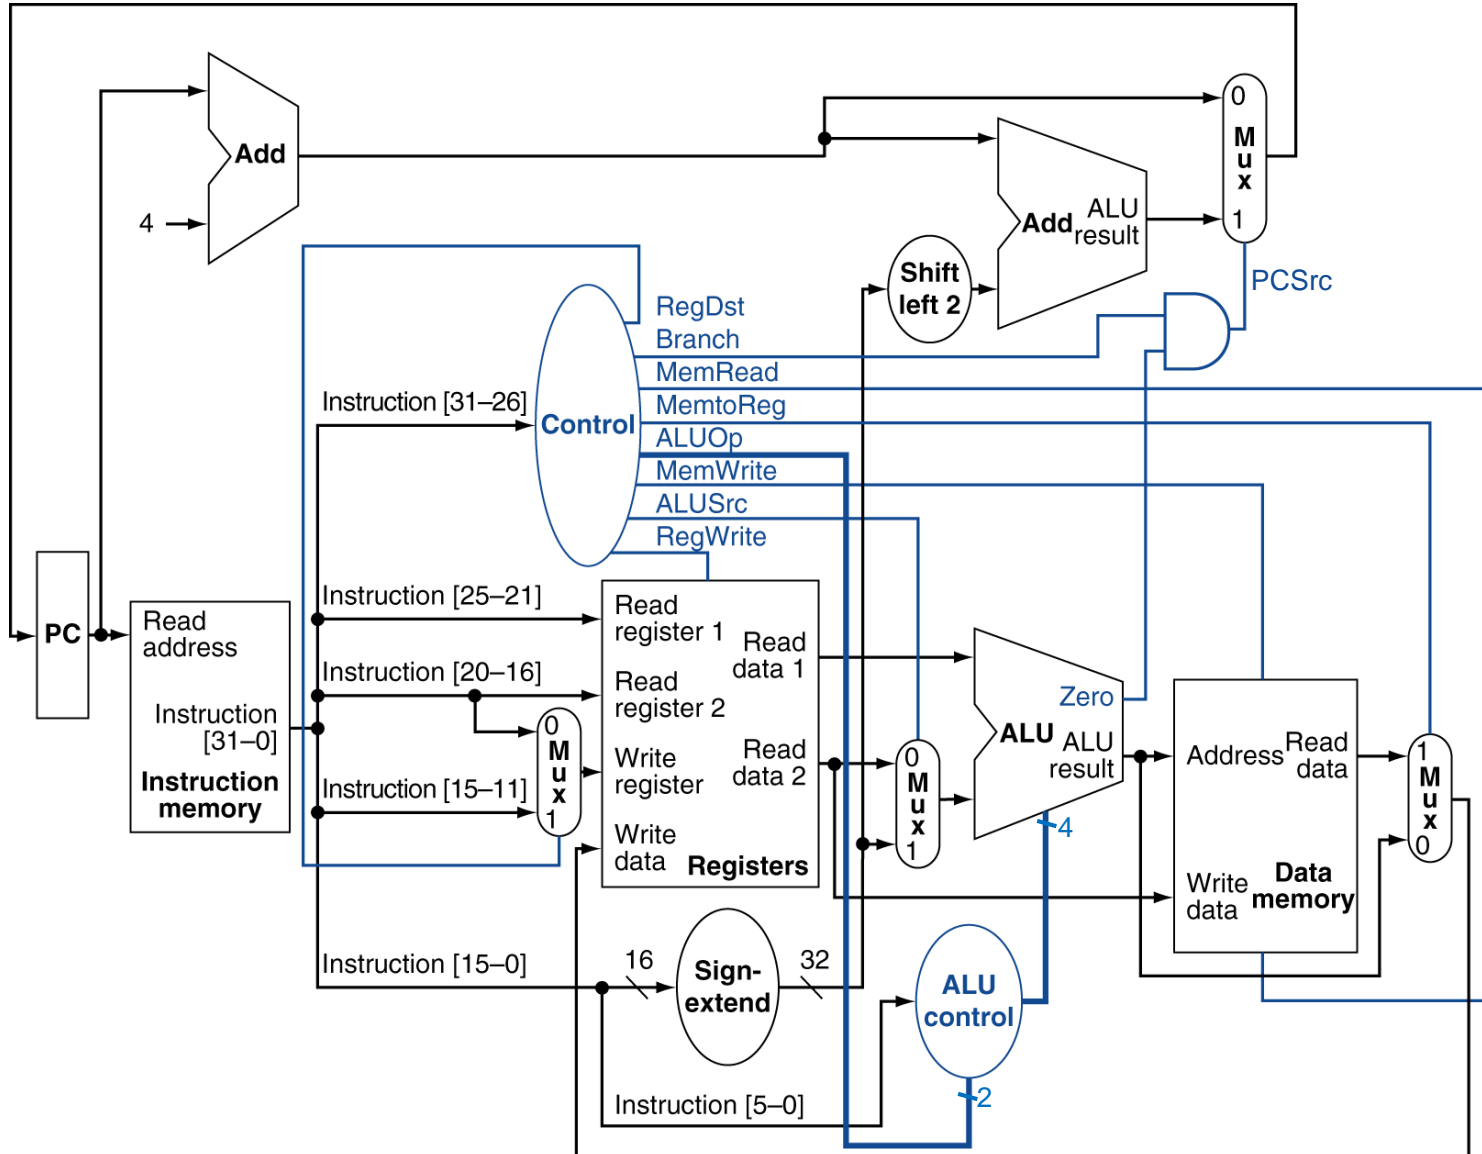 0
M
u
x
1
Add
4
Add
ALU
result
Shift
left 2
PCSrc
RegDst
Branch
MemRead
MemtoReg
ALUOp
MemWrite
ALUSrc
RegWrite
Control
Instruction [31–26]
PC
Read
address
Instruction
[31–0]
Instruction
memory
Instruction [25–21]
Instruction [20–16]
Instruction [15–11]
0
M
u
x
1
Read
register 1
Read
register 2
Write
register
Write
data
Read
data 1
Read
data 2
Registers
0
M
u
x
1
Zero
ALU
ALU
result
4
Address
Read
data
Write
data
Data
memory
1
M
u
x
0
Instruction [15–0]
16
Sign-
extend
32
ALU
control
Instruction [5–0]
2